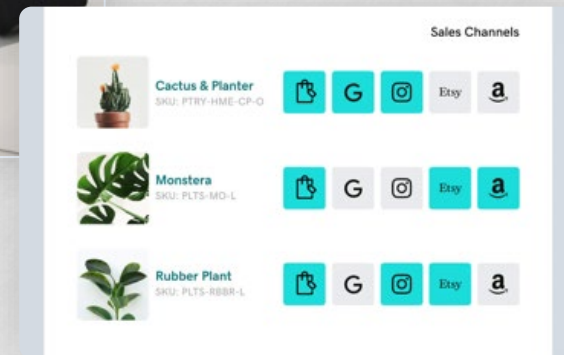 Sales Channels
Cactus & Planter
SKU: PTRY-HME-CP-O
Etsy
Monstera
SKU: PLTS-MO-L
Etsy
Rubber Plant
SKU: PLTS-RBBR-L
Etsy